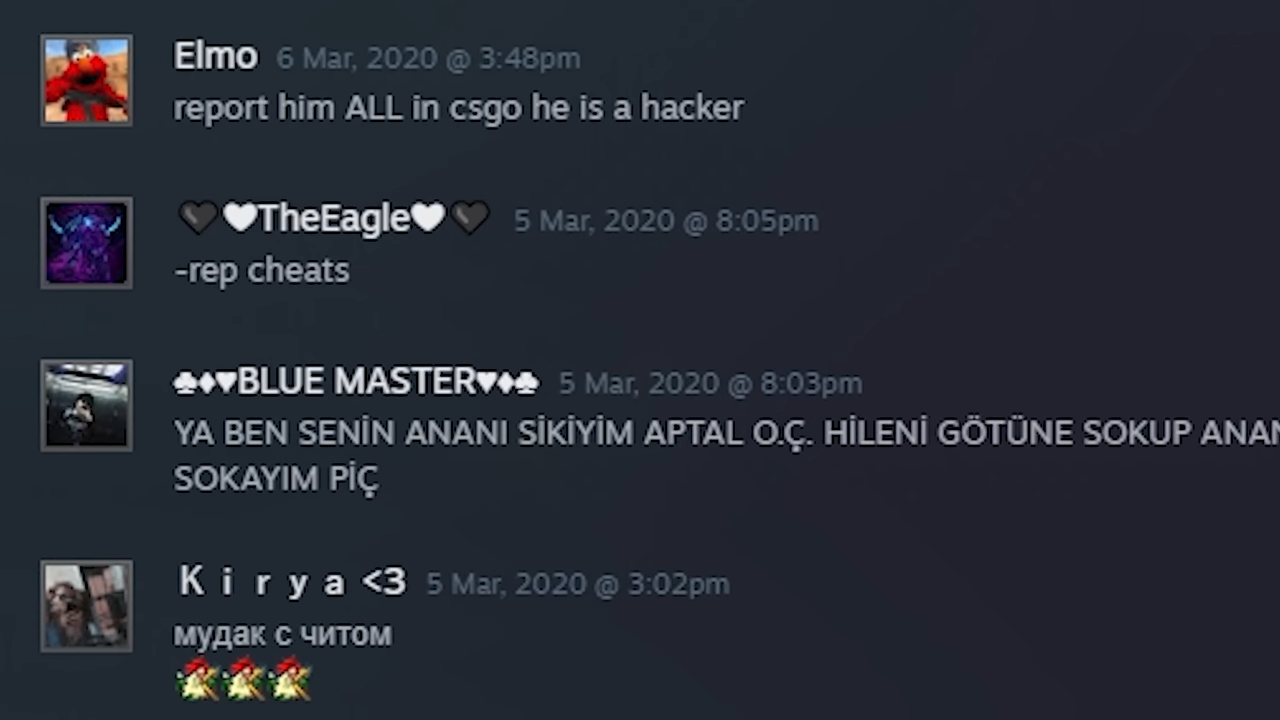 Elmo 6 Mar, 2020 @ 3:48pm
report him ALL in csgo he is a hacker
🖤🤍TheEagle🤍🖤 5 Mar, 2020 @ 8:05pm
-rep cheats
♣♦♥BLUE MASTER♥♦♣ 5 Mar, 2020 @ 8:03pm
YA BEN SENİN ANANI SİKİYİM APTAL O.Ç. HİLENİ GÖTÜNE SOKUP
SOKAYIM PİÇ
K i r y a <3 5 Mar, 2020 @ 3:02pm
мудак с читом